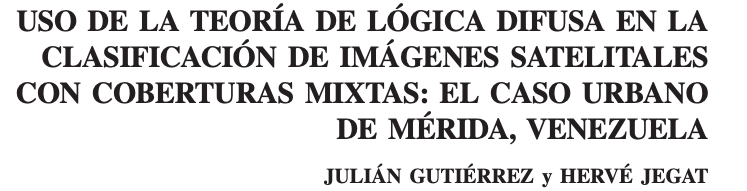 USO DE LA TEORÍA DE LÓGICA DIFUSA EN LA
CLASIFICACIÓN DE IMÁGENES SATELITALES
CON COBERTURAS MIXTAS: EL CASO URBANO
DE MÉRIDA, VENEZUELA
JULIÁN GUTIÉRREZ y HERVÉ JEGAT